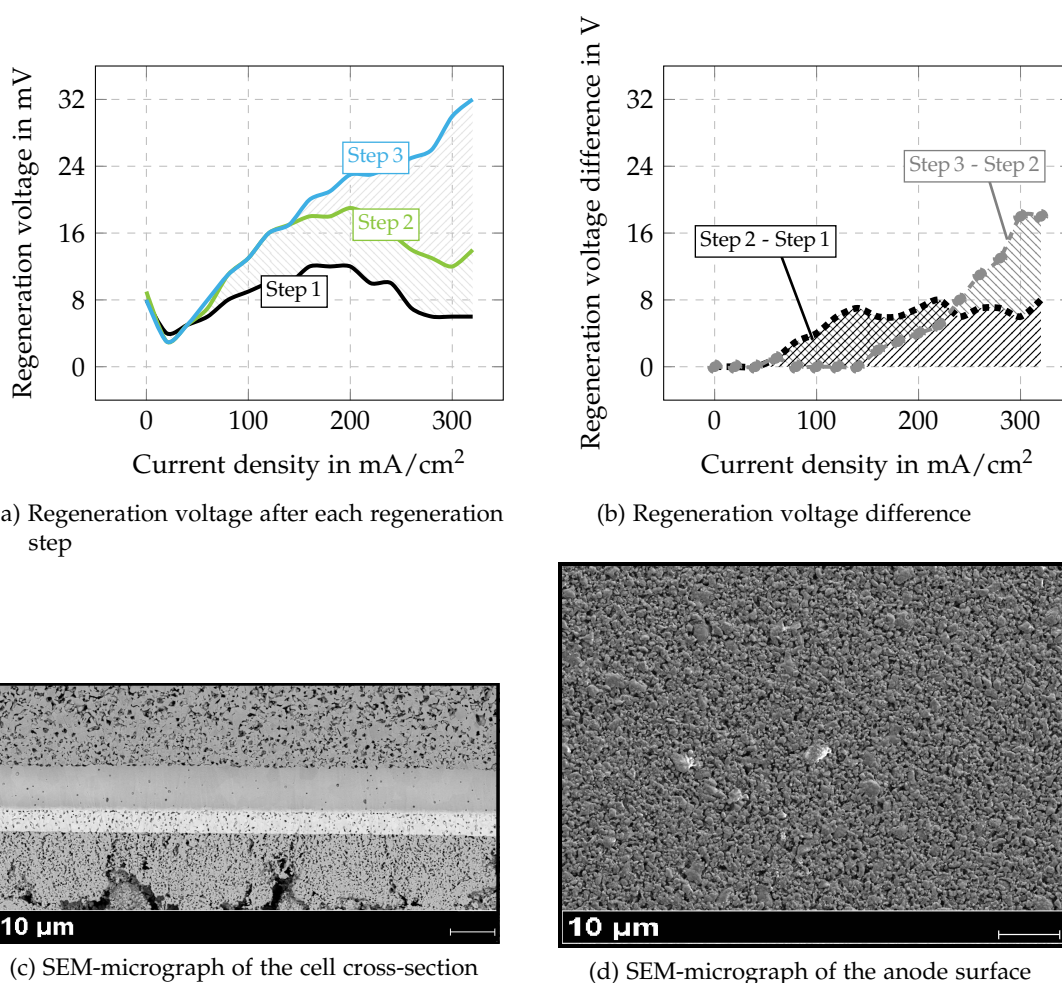 Regeneration voltage in mV
32
24
16
8
0
Step 3
Step 2
Step 1
0 100 200 300
Current density in mA/cm²
a) Regeneration voltage after each regeneration
step
Regeneration voltage difference in V
32
24
16
8
0
Step 3 - Step 2
Step 2 - Step 1
0 100 200 300
Current density in mA/cm²
(b) Regeneration voltage difference
10 µm
(c) SEM-micrograph of the cell cross-section
10 µm
(d) SEM-micrograph of the anode surface